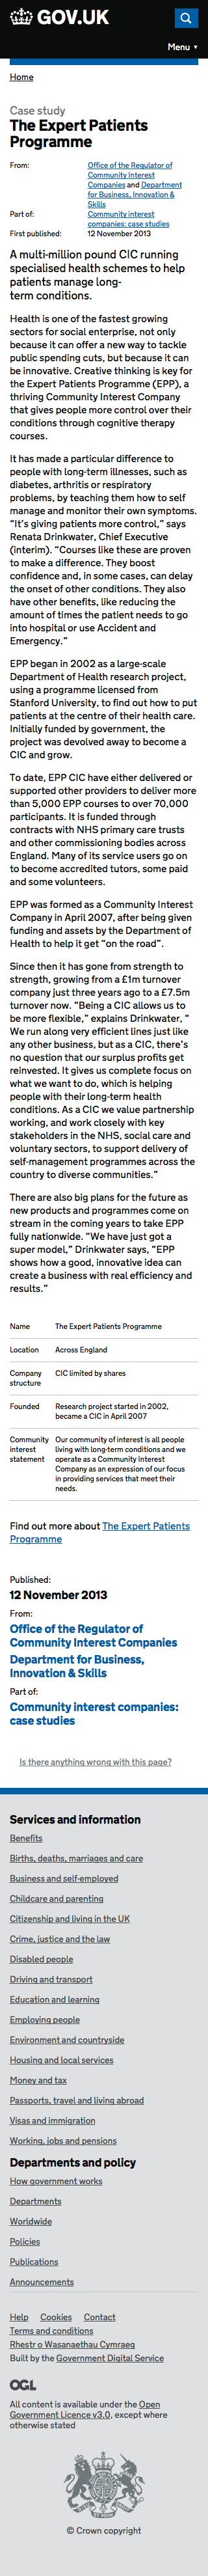 GOV.UK
Menu ▼
Home
Case study
The Expert Patients
Programme
From:
Office of the Regulator of
Community Interest
Companies and Department
for Business, Innovation &
Skills
Part of:
Community interest
companies: case studies
First published:
12 November 2013
A multi-million pound CIC running
specialised health schemes to help
patients manage long-
term conditions.
Health is one of the fastest growing
sectors for social enterprise, not only
because it can offer a new way to tackle
public spending cuts, but because it can
be innovative. Creative thinking is key for
the Expert Patients Programme (EPP), a
thriving Community Interest Company
that gives people more control over their
conditions through cognitive therapy
courses.
It has made a particular difference to
people with long-term illnesses, such as
diabetes, arthritis or respiratory
problems, by teaching them how to self
manage and monitor their own symptoms.
“It’s giving patients more control,” says
Renata Drinkwater, Chief Executive
(interim). “Courses like these are proven
to make a difference. They boost
confidence and, in some cases, can delay
the onset of other conditions. They also
have other benefits, like reducing the
amount of times the patient needs to go
into hospital or use Accident and
Emergency.”
EPP began in 2002 as a large-scale
Department of Health research project,
using a programme licensed from
Stanford University, to find out how to put
patients at the centre of their health care.
Initially funded by government, the
project was devolved away to become a
CIC and grow.
To date, EPP CIC have either delivered or
supported other providers to deliver more
than 5,000 EPP courses to over 70,000
participants. It is funded through
contracts with NHS primary care trusts
and other commissioning bodies across
England. Many of its service users go on
to become accredited tutors, some paid
and some volunteers.
EPP was formed as a Community Interest
Company in April 2007, after being given
funding and assets by the Department of
Health to help it get “on the road”.
Since then it has gone from strength to
strength, growing from a £1m turnover
company just three years ago to a £7.5m
turnover now. “Being a CIC allows us to
be more flexible,” explains Drinkwater, “
We run along very efficient lines just like
any other business, but as a CIC, there’s
no question that our surplus profits get
reinvested. It gives us complete focus on
what we want to do, which is helping
people with their long-term health
conditions. As a CIC we value partnership
working, and work closely with key
stakeholders in the NHS, social care and
voluntary sectors, to support delivery of
self-management programmes across the
country to diverse communities.”
There are also big plans for the future as
new products and programmes come on
stream in the coming years to take EPP
fully nationwide. “We have just got a
super model,” Drinkwater says, “EPP
shows how a good, innovative idea can
create a business with real efficiency and
results.”
Name
The Expert Patients Programme
Location
Across England
Company
structure
CIC limited by shares
Founded
Research project started in 2002,
became a CIC in April 2007
Community
interest
statement
Our community of interest is all people
living with long-term conditions and we
operate as a Community Interest
Company as an expression of our focus
in providing services that meet their
needs.
Find out more about The Expert Patients
Programme
Published:
12 November 2013
From:
Office of the Regulator of
Community Interest Companies
Department for Business,
Innovation & Skills
Part of:
Community interest companies:
case studies
Is there anything wrong with this page?
Services and information
Benefits
Births, deaths, marriages and care
Business and self-employed
Childcare and parenting
Citizenship and living in the UK
Crime, justice and the law
Disabled people
Driving and transport
Education and learning
Employing people
Environment and countryside
Housing and local services
Money and tax
Passports, travel and living abroad
Visas and immigration
Working, jobs and pensions
Departments and policy
How government works
Departments
Worldwide
Policies
Publications
Announcements
Help Cookies Contact
Terms and conditions
Rhestr o Wasanaethau Cymraeg
Built by the Government Digital Service
OGL
All content is available under the Open
Government Licence v3.0, except where
otherwise stated
© Crown copyright